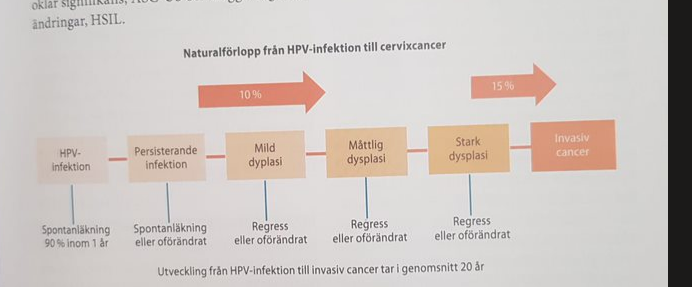 oklar
ändringar, HSIL.
Naturalförlopp från HPV-infektion till cervixcancer
10 %
15 %
HPV-
infektion
Persisterande
infektion
Mild
dyplasi
Måttlig
dysplasi
Stark
dysplasi
Invasiv
cancer
Spontanläkning
90 % inom 1 år
Spontanläkning
eller oförändrat
Regress
eller oförändrat
Regress
eller oförändrat
Regress
eller oförändrat
Utveckling från HPV-infektion till invasiv cancer tar i genomsnitt 20 år